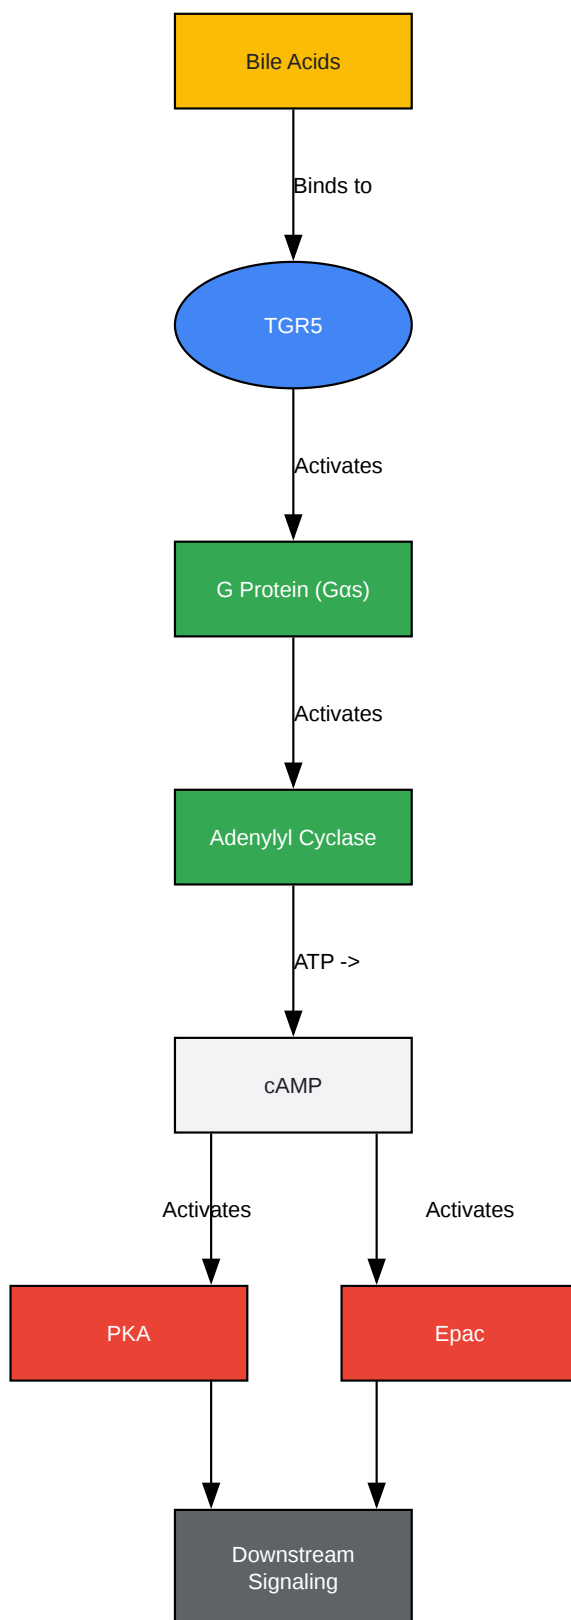 Bile Acids
Binds to
TGR5
Activates
G Protein (Gαs)
Activates
Adenylyl Cyclase
ATP ->
cAMP
Activates
Activates
PKA
Epac
Downstream
Signaling